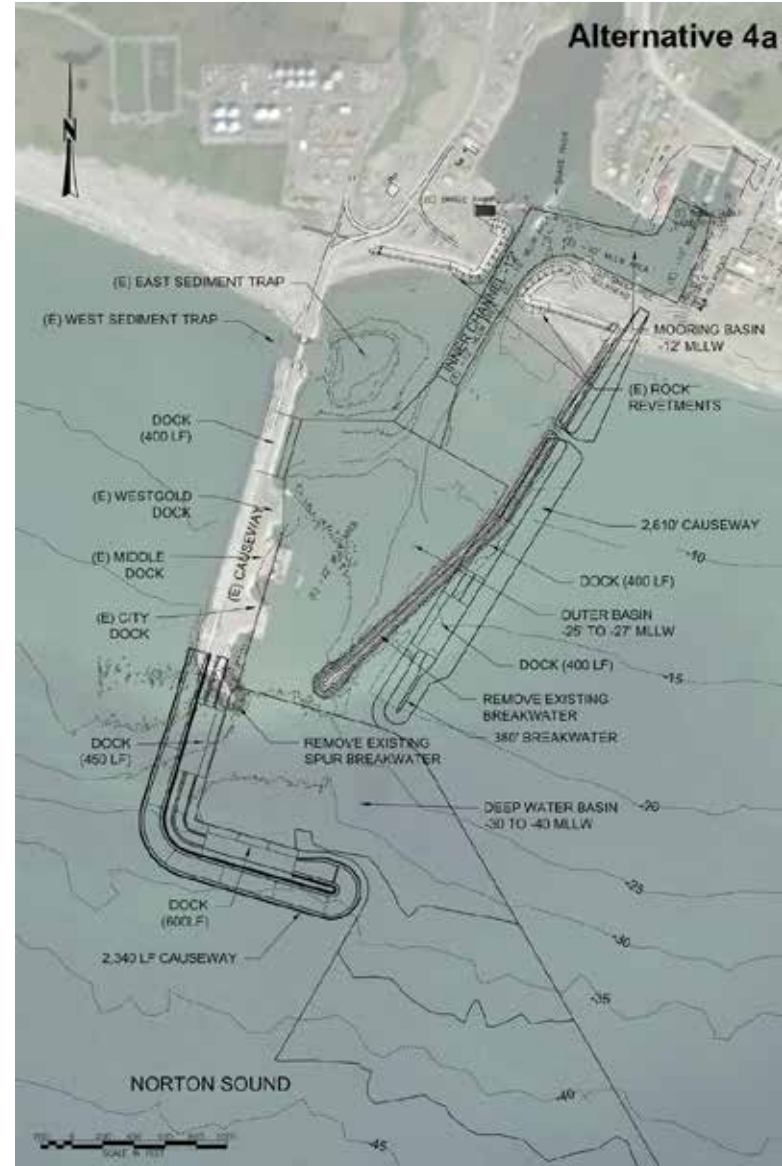 Alternative 4a
N
SNAKE RIVER
(E) EAST SEDIMENT TRAP
(E) WEST SEDIMENT TRAP
INNER CHANNEL -12'
MOORING BASIN
-12' MLLW
(E) ROCK
REVETMENTS
DOCK
(400 LF)
(E) WESTGOLD
DOCK
(E) MIDDLE
DOCK
(E) CAUSEWAY
(E) CITY
DOCK
2,610' CAUSEWAY
-10
DOCK (400 LF)
OUTER BASIN
-25' TO -27' MLLW
DOCK (400 LF)
-15
REMOVE EXISTING
BREAKWATER
380' BREAKWATER
DOCK
(450 LF)
REMOVE EXISTING
SPUR BREAKWATER
DEEP WATER BASIN
-30 TO -40 MLLW
-20
-25
DOCK
(600LF)
-30
2,340 LF CAUSEWAY
-35
NORTON SOUND
-40
-45
SCALE IN FEET